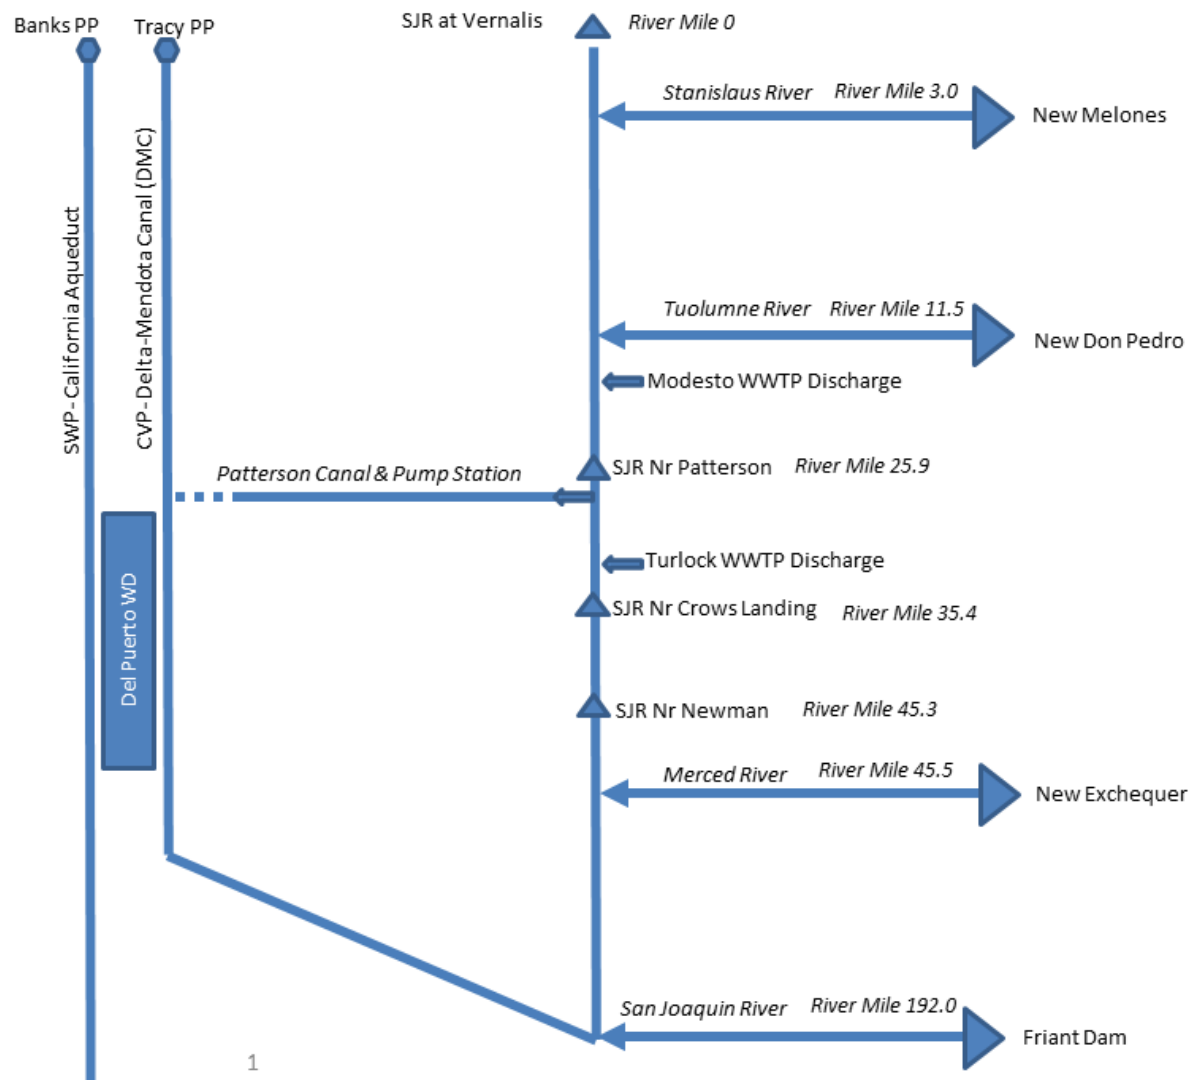 Banks PP
Tracy PP
SJR at Vernalis
River Mile 0
Stanislaus River
River Mile 3.0
New Melones
SWP-California Aqueduct
CVP-Delta-Mendota Canal (DMC)
Tuolumne River
River Mile 11.5
New Don Pedro
Modesto WWTP Discharge
Patterson Canal & Pump Station
SJR Nr Patterson
River Mile 25.9
Turlock WWTP Discharge
Del Puerto WD
SJR Nr Crows Landing
River Mile 35.4
SJR Nr Newman
River Mile 45.3
Merced River
River Mile 45.5
New Exchequer
San Joaquin River
River Mile 192.0
Friant Dam
1